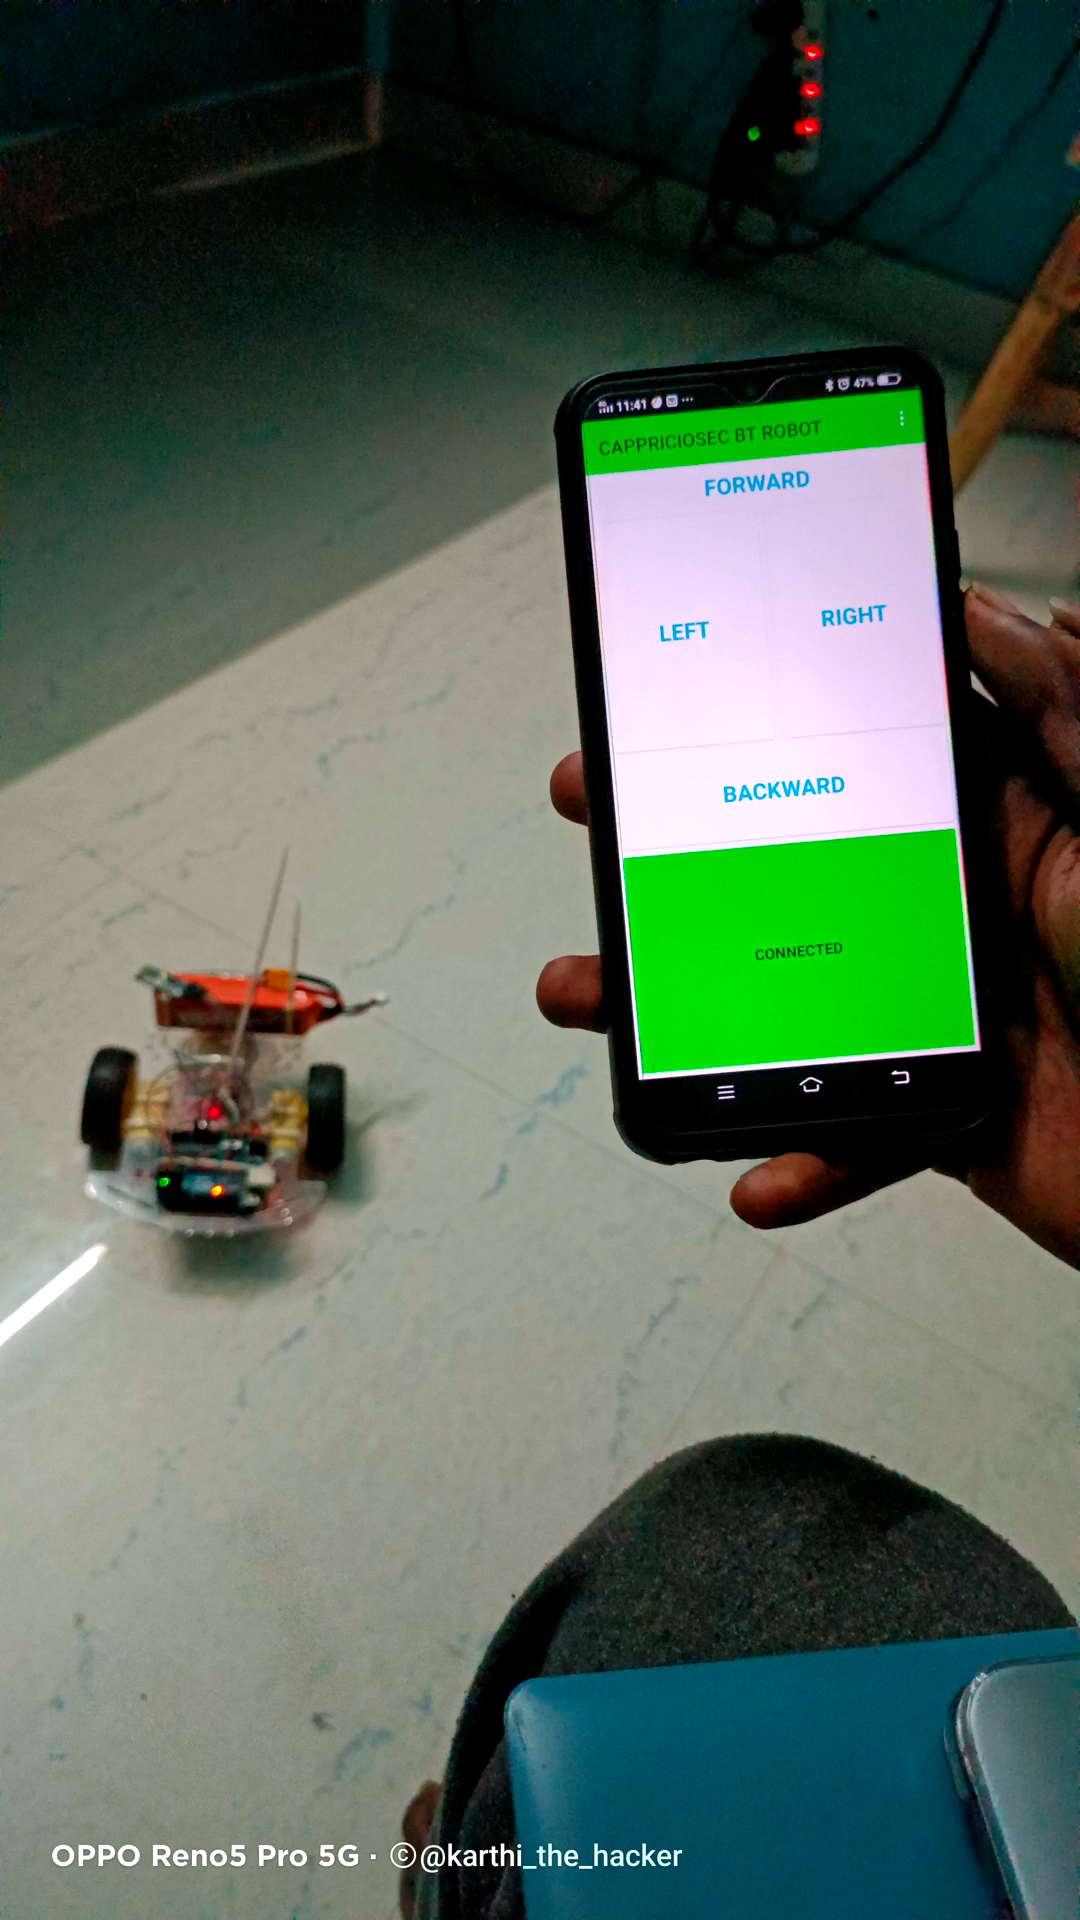 11:41 47%
CAPPRICIOSEC BT ROBOT
FORWARD
LEFT RIGHT
BACKWARD
CONNECTED
OPPO Reno5 Pro 5G · ©@karthi_the_hacker